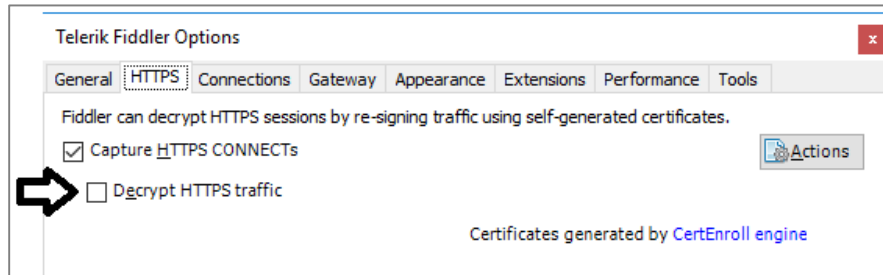 Telerik Fiddler Options
x
General HTTPS Connections Gateway Appearance Extensions Performance Tools
Fiddler can decrypt HTTPS sessions by re-signing traffic using self-generated certificates.
Capture HTTPS CONNECTs
Actions
Decrypt HTTPS traffic
Certificates generated by CertEnroll engine